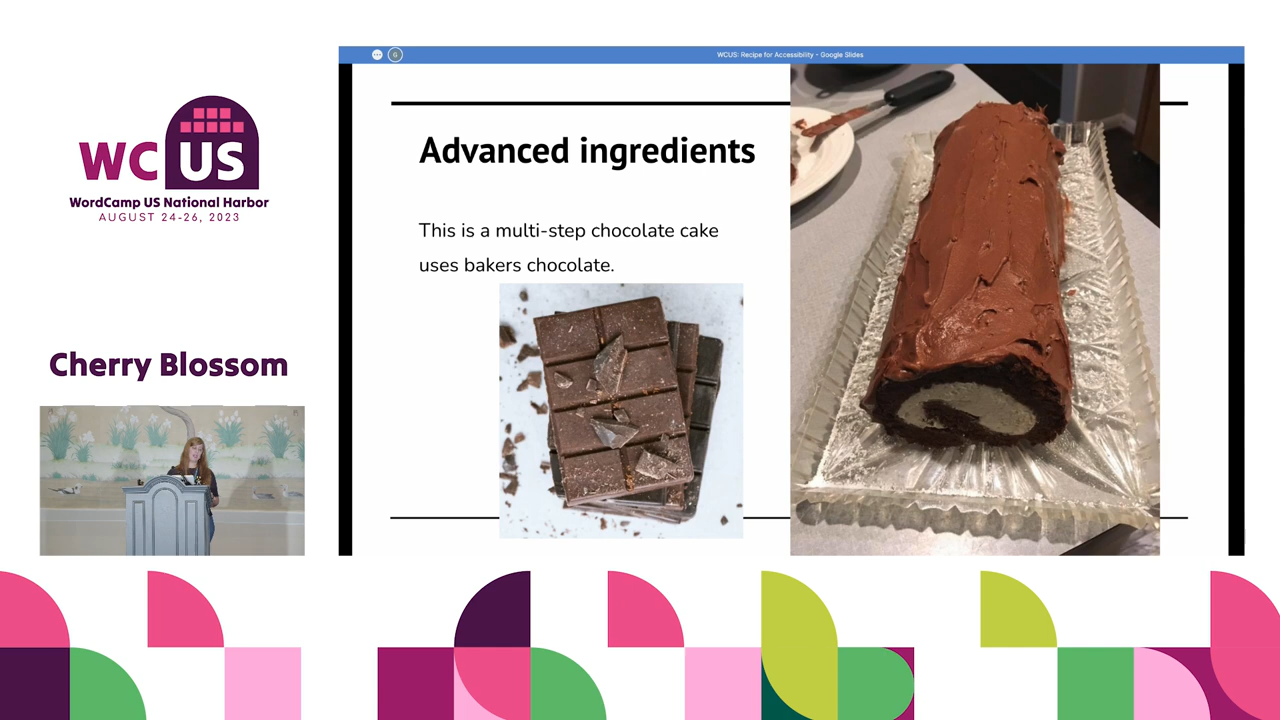 WCUS: Recipe for Accessibility - Google Slides
WC US
WordCamp US National Harbor
AUGUST 24-26, 2023
Advanced ingredients
This is a multi-step chocolate cake
uses bakers chocolate.
Cherry Blossom